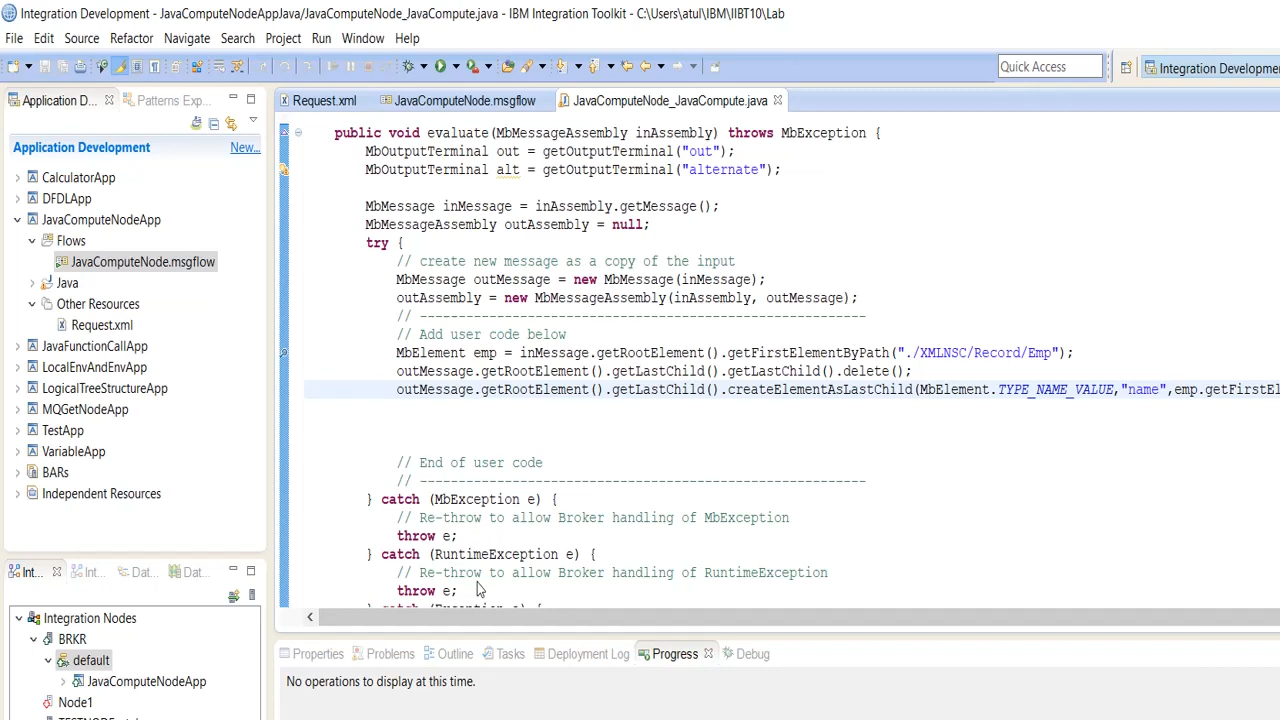 Integration Development - JavaComputeNodeAppJava/JavaComputeNode_JavaCompute.java - IBM Integration Toolkit - C:\Users\atul\IBM\IIBT10\Lab
File Edit Source Refactor Navigate Search Project Run Window Help
Quick Access
Integration Developme
Application D...
Patterns Exp...
Application Development
New...
CalculatorApp
DFDLApp
JavaComputeNodeApp
Flows
JavaComputeNode.msgflow
Java
Other Resources
Request.xml
JavaFunctionCallApp
LocalEnvAndEnvApp
LogicalTreeStructureApp
MQGetNodeApp
TestApp
VariableApp
BARs
Independent Resources
Int...
Int...
Dat...
Dat...
Integration Nodes
BRKR
default
JavaComputeNodeApp
Node1
Request.xml
JavaComputeNode.msgflow
JavaComputeNode_JavaCompute.java
public void evaluate(MbMessageAssembly inAssembly) throws MbException {
MbOutputTerminal out = getOutputTerminal("out");
MbOutputTerminal alt = getOutputTerminal("alternate");
MbMessage inMessage = inAssembly.getMessage();
MbMessageAssembly outAssembly = null;
try {
// create new message as a copy of the input
MbMessage outMessage = new MbMessage(inMessage);
outAssembly = new MbMessageAssembly(inAssembly, outMessage);
// ----------------------------------------------------------
// Add user code below
MbElement emp = inMessage.getRootElement().getFirstElementByPath("./XMLNSC/Record/Emp");
outMessage.getRootElement().getLastChild().getLastChild().delete();
outMessage.getRootElement().getLastChild().createElementAsLastChild(MbElement.TYPE_NAME_VALUE,"name",emp.getFirstEl
// End of user code
// ----------------------------------------------------------
} catch (MbException e) {
// Re-throw to allow Broker handling of MbException
throw e;
} catch (RuntimeException e) {
// Re-throw to allow Broker handling of RuntimeException
throw e;
} catch (Exception e) {
Properties
Problems
Outline
Tasks
Deployment Log
Progress
Debug
No operations to display at this time.